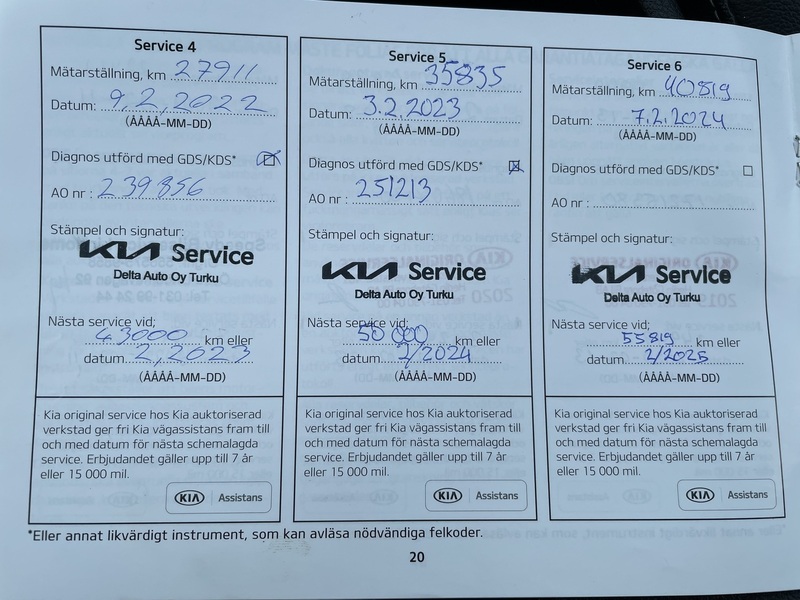 Service 4
Mätarställning, km 27911
Datum: 9.2.2022
(ÅÅÅÅ-MM-DD)
Diagnos utförd med GDS/KDS*
AO nr : 239856
Stämpel och signatur:
KIA Service
Delta Auto Oy Turku
Nästa service vid:
43000 km eller
datum 2.2023
(ÅÅÅÅ-MM-DD)
Kia original service hos Kia auktoriserad
verkstad ger fri Kia vägassistans fram till
och med datum för nästa schemalagda
service. Erbjudandet gäller upp till 7 år
eller 15 000 mil.
KIA Assistans
Service 5
Mätarställning, km 35835
Datum: 3.2.2023
(ÅÅÅÅ-MM-DD)
Diagnos utförd med GDS/KDS*
AO nr : 251213
Stämpel och signatur:
KIA Service
Delta Auto Oy Turku
Nästa service vid:
50 000 km eller
datum 2/2024
(ÅÅÅÅ-MM-DD)
Kia original service hos Kia auktoriserad
verkstad ger fri Kia vägassistans fram till
och med datum för nästa schemalagda
service. Erbjudandet gäller upp till 7 år
eller 15 000 mil.
KIA Assistans
Service 6
Mätarställning, km 40819
Datum: 7.2.2024
(ÅÅÅÅ-MM-DD)
Diagnos utförd med GDS/KDS*
AO nr :
Stämpel och signatur:
KIA Service
Delta Auto Oy Turku
Nästa service vid:
55819 km eller
datum 2/2025
(ÅÅÅÅ-MM-DD)
Kia original service hos Kia auktoriserad
verkstad ger fri Kia vägassistans fram till
och med datum för nästa schemalagda
service. Erbjudandet gäller upp till 7 år
eller 15 000 mil.
KIA Assistans
*Eller annat likvärdigt instrument, som kan avläsa nödvändiga felkoder.
20